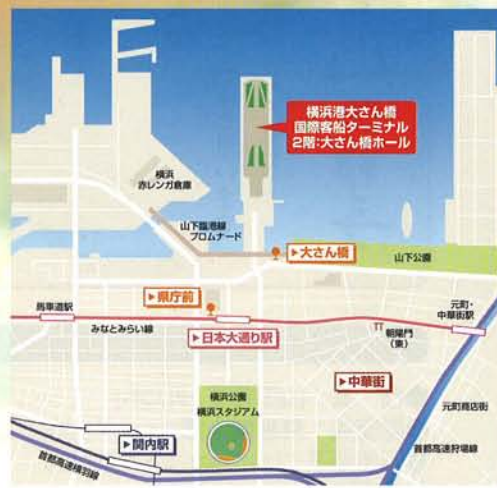 横浜港大さん橋
国際客船ターミナル
2階:大さん橋ホール
横浜
赤レンガ倉庫
山下臨港線
プロムナード
▶大さん橋
山下公園
▶県庁前
馬車道駅
みなとみらい線
▶日本大通り駅
元町・
中華街駅
朝陽門
(東)
▶中華街
横浜公園
横浜スタジアム
元町商店街
▶関内駅
首都高速横羽線
首都高速狩場線